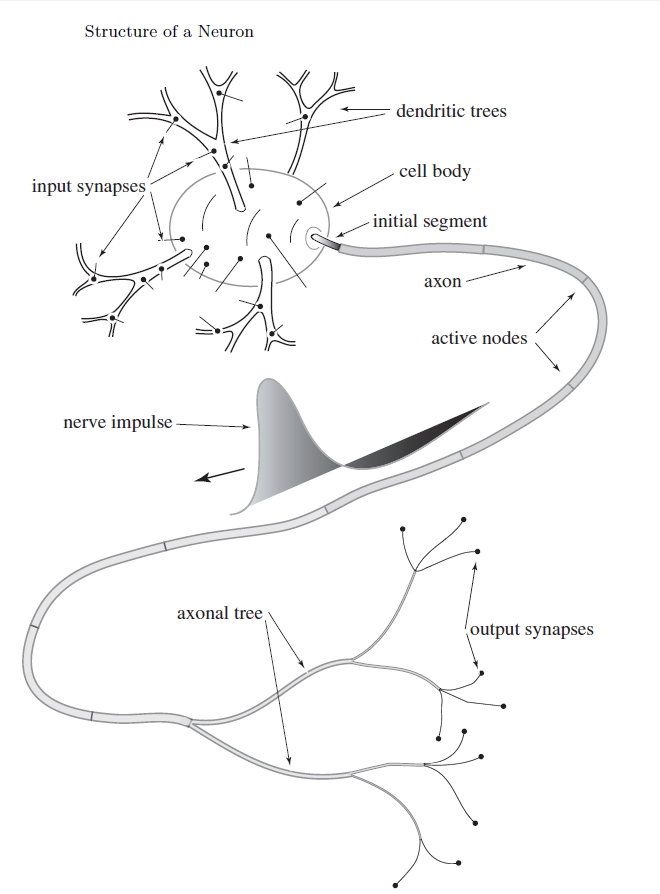 Structure of a Neuron
dendritic trees
cell body
input synapses
initial segment
axon
active nodes
nerve impulse
axonal tree
output synapses